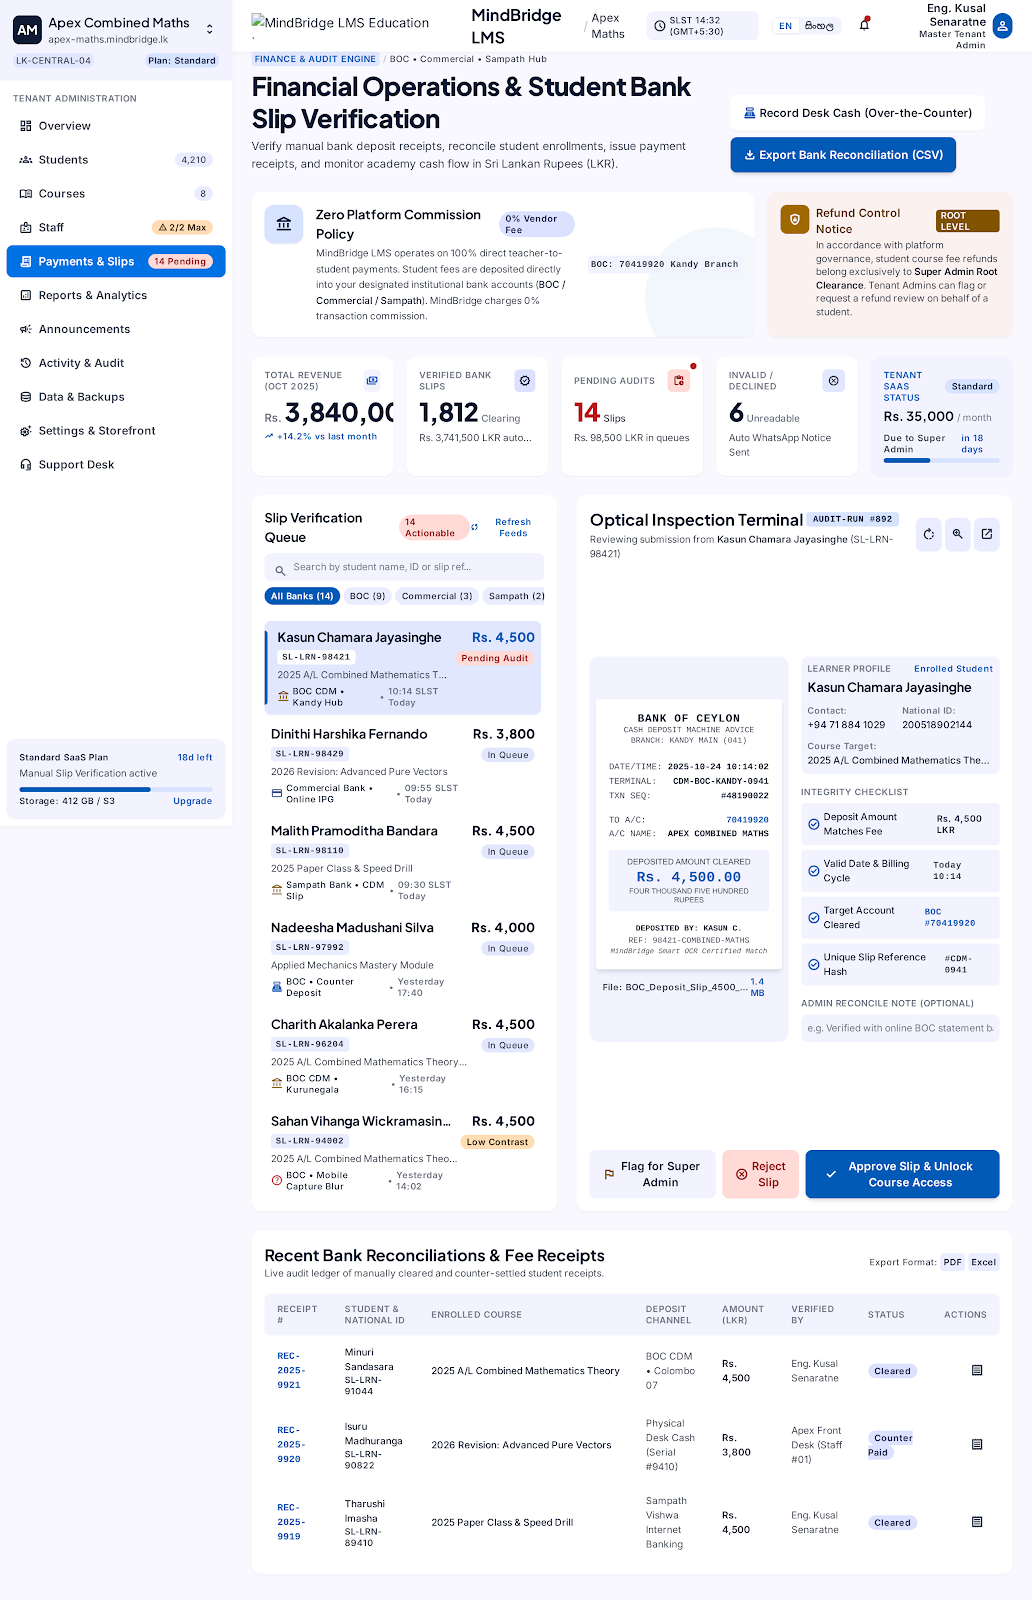 AM
Apex Combined Maths
apex-maths.mindbridge.lk
LK-CENTRAL-04
Plan: Standard
TENANT ADMINISTRATION
Overview
Students
4,210
Courses
8
Staff
2/2 Max
Payments & Slips
14 Pending
Reports & Analytics
Announcements
Activity & Audit
Data & Backups
Settings & Storefront
Support Desk
Standard SaaS Plan
18d left
Manual Slip Verification active
Storage: 412 GB / S3
Upgrade
MindBridge LMS Education
MindBridge
LMS
/
Apex
Maths
SLST 14:32
(GMT+5:30)
EN
සිංහල
Eng. Kusal
Senaratne
Master Tenant
Admin
FINANCE & AUDIT ENGINE / BOC • Commercial • Sampath Hub
Financial Operations & Student Bank
Slip Verification
Verify manual bank deposit receipts, reconcile student enrollments, issue payment
receipts, and monitor academy cash flow in Sri Lankan Rupees (LKR).
Record Desk Cash (Over-the-Counter)
Export Bank Reconciliation (CSV)
Zero Platform Commission
Policy
0% Vendor
Fee
MindBridge LMS operates on 100% direct teacher-to-
student payments. Student fees are deposited directly
into your designated institutional bank accounts (BOC /
Commercial / Sampath). MindBridge charges 0%
transaction commission.
BOC: 70419920 Kandy Branch
Refund Control
Notice
ROOT
LEVEL
In accordance with platform
governance, student course fee refunds
belong exclusively to Super Admin Root
Clearance. Tenant Admins can flag or
request a refund review on behalf of a
student.
TOTAL REVENUE
(OCT 2025)
Rs. 3,840,00
+14.2% vs last month
VERIFIED BANK
SLIPS
1,812 Clearing
Rs. 3,741,500 LKR auto...
PENDING AUDITS
14 Slips
Rs. 98,500 LKR in queues
INVALID /
DECLINED
6 Unreadable
Auto WhatsApp Notice
Sent
TENANT
SAAS
STATUS
Standard
Rs. 35,000 / month
Due to Super
Admin
in 18
days
Slip Verification
Queue
14
Actionable
Refresh
Feeds
Search by student name, ID or slip ref...
All Banks (14)
BOC (9)
Commercial (3)
Sampath (2)
Kasun Chamara Jayasinghe
Rs. 4,500
SL-LRN-98421
Pending Audit
2025 A/L Combined Mathematics T...
BOC CDM •
Kandy Hub
• 10:14 SLST
Today
Dinithi Harshika Fernando
Rs. 3,800
SL-LRN-98429
In Queue
2026 Revision: Advanced Pure Vectors
Commercial Bank •
Online IPG
• 09:55 SLST
Today
Malith Pramoditha Bandara
Rs. 4,500
SL-LRN-98110
In Queue
2025 Paper Class & Speed Drill
Sampath Bank • CDM
Slip
• 09:30 SLST
Today
Nadeesha Madushani Silva
Rs. 4,000
SL-LRN-97992
In Queue
Applied Mechanics Mastery Module
BOC • Counter
Deposit
• Yesterday
17:40
Charith Akalanka Perera
Rs. 4,500
SL-LRN-96204
In Queue
2025 A/L Combined Mathematics Theory...
BOC CDM •
Kurunegala
• Yesterday
16:15
Sahan Vihanga Wickramasin...
Rs. 4,500
SL-LRN-94002
Low Contrast
2025 A/L Combined Mathematics Theo...
BOC • Mobile
Capture Blur
• Yesterday
14:02
Optical Inspection Terminal
AUDIT-RUN #892
Reviewing submission from Kasun Chamara Jayasinghe (SL-LRN-
98421)
BANK OF CEYLON
CASH DEPOSIT MACHINE ADVICE
BRANCH: KANDY MAIN (041)
DATE/TIME: 2025-10-24 10:14:02
TERMINAL: CDM-BOC-KANDY-0941
TXN SEQ: #48190022
TO A/C: 70419920
A/C NAME: APEX COMBINED MATHS
DEPOSITED AMOUNT CLEARED
Rs. 4,500.00
FOUR THOUSAND FIVE HUNDRED
RUPEES
DEPOSITED BY: KASUN C.
REF: 98421-COMBINED-MATHS
MindBridge Smart OCR Certified Match
File: BOC_Deposit_Slip_4500_...
1.4
MB
LEARNER PROFILE
Enrolled Student
Kasun Chamara Jayasinghe
Contact:
National ID:
+94 71 884 1029
200518902144
Course Target:
2025 A/L Combined Mathematics The...
INTEGRITY CHECKLIST
Deposit Amount
Matches Fee
Rs. 4,500
LKR
Valid Date & Billing
Cycle
Today
10:14
Target Account
Cleared
BOC
#70419920
Unique Slip Reference
Hash
#CDM-
0941
ADMIN RECONCILE NOTE (OPTIONAL)
e.g. Verified with online BOC statement b
Flag for Super
Admin
Reject
Slip
Approve Slip & Unlock
Course Access
Recent Bank Reconciliations & Fee Receipts
Live audit ledger of manually cleared and counter-settled student receipts.
Export Format: PDF Excel
RECEIPT
#
STUDENT &
NATIONAL ID
ENROLLED COURSE
DEPOSIT
CHANNEL
AMOUNT
(LKR)
VERIFIED
BY
STATUS
ACTIONS
REC-
2025-
9921
Minuri
Sandasara
SL-LRN-
91044
2025 A/L Combined Mathematics Theory
BOC CDM
• Colombo
07
Rs.
4,500
Eng. Kusal
Senaratne
Cleared
REC-
2025-
9920
Isuru
Madhuranga
SL-LRN-
90822
2026 Revision: Advanced Pure Vectors
Physical
Desk Cash
(Serial
#9410)
Rs.
3,800
Apex Front
Desk (Staff
#01)
Counter
Paid
REC-
2025-
9919
Tharushi
Imasha
SL-LRN-
89410
2025 Paper Class & Speed Drill
Sampath
Vishwa
Internet
Banking
Rs.
4,500
Eng. Kusal
Senaratne
Cleared